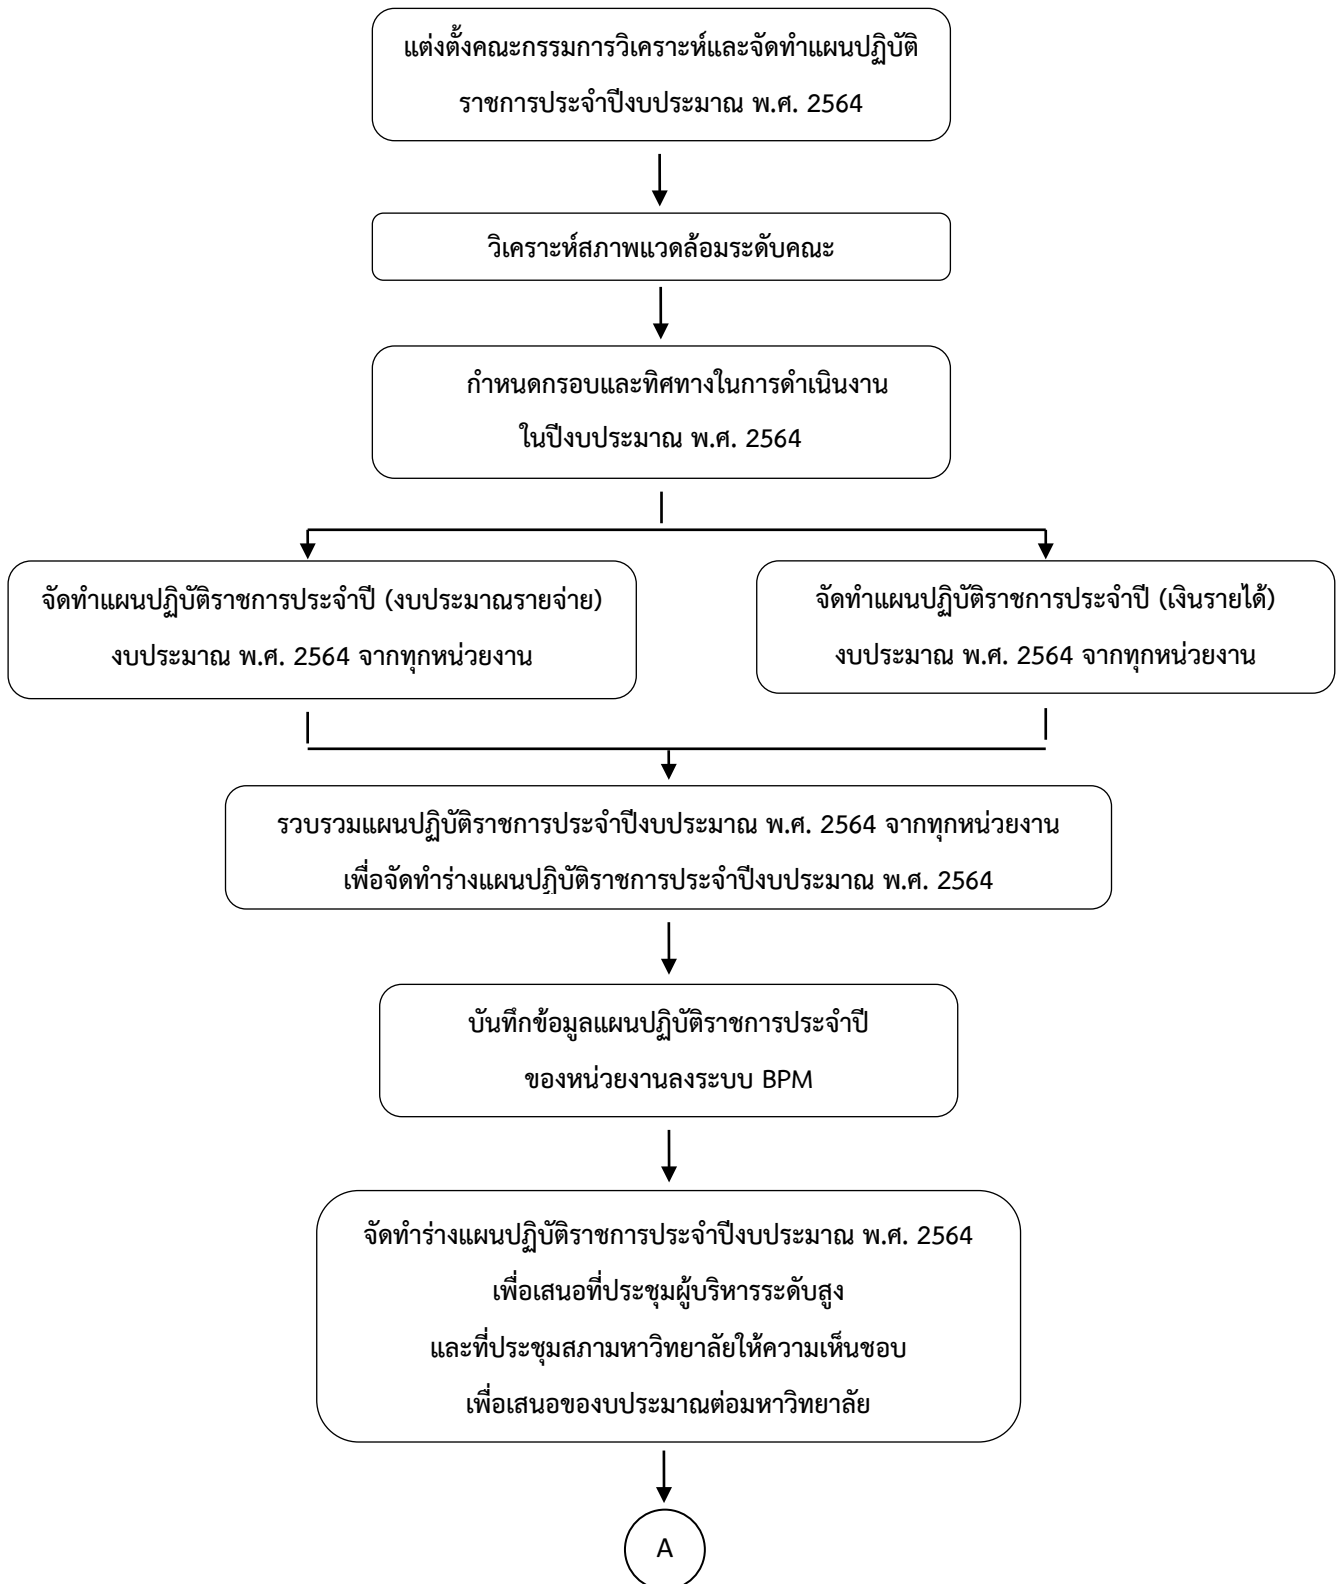 แต่งตั้งคณะกรรมการวิเคราะห์และจัดทำแผนปฏิบัติ
ราชการประจำปีงบประมาณ พ.ศ. 2564
วิเคราะห์สภาพแวดล้อมระดับคณะ
กำหนดกรอบและทิศทางในการดำเนินงาน
ในปีงบประมาณ พ.ศ. 2564
จัดทำแผนปฏิบัติราชการประจำปี (งบประมาณรายจ่าย)
งบประมาณ พ.ศ. 2564 จากทุกหน่วยงาน
จัดทำแผนปฏิบัติราชการประจำปี (เงินรายได้)
งบประมาณ พ.ศ. 2564 จากทุกหน่วยงาน
รวบรวมแผนปฏิบัติราชการประจำปีงบประมาณ พ.ศ. 2564 จากทุกหน่วยงาน
เพื่อจัดทำร่างแผนปฏิบัติราชการประจำปีงบประมาณ พ.ศ. 2564
บันทึกข้อมูลแผนปฏิบัติราชการประจำปี
ของหน่วยงานลงระบบ BPM
จัดทำร่างแผนปฏิบัติราชการประจำปีงบประมาณ พ.ศ. 2564
เพื่อเสนอที่ประชุมผู้บริหารระดับสูง
และที่ประชุมสภามหาวิทยาลัยให้ความเห็นชอบ
เพื่อเสนอของบประมาณต่อมหาวิทยาลัย
A